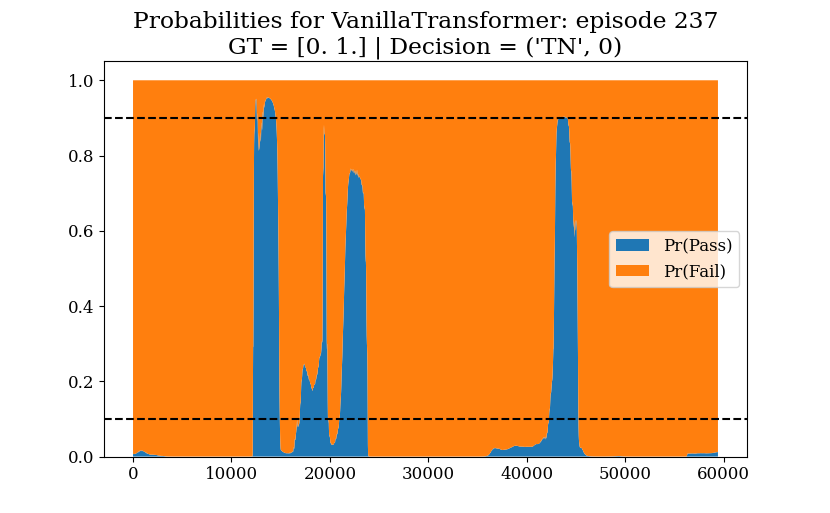 Probabilities for VanillaTransformer: episode 237
GT = [0. 1.] | Decision = ('TN', 0)
1.0
0.8
0.6
0.4
0.2
0.0
Pr(Pass)
Pr(Fail)
0 10000 20000 30000 40000 50000 60000